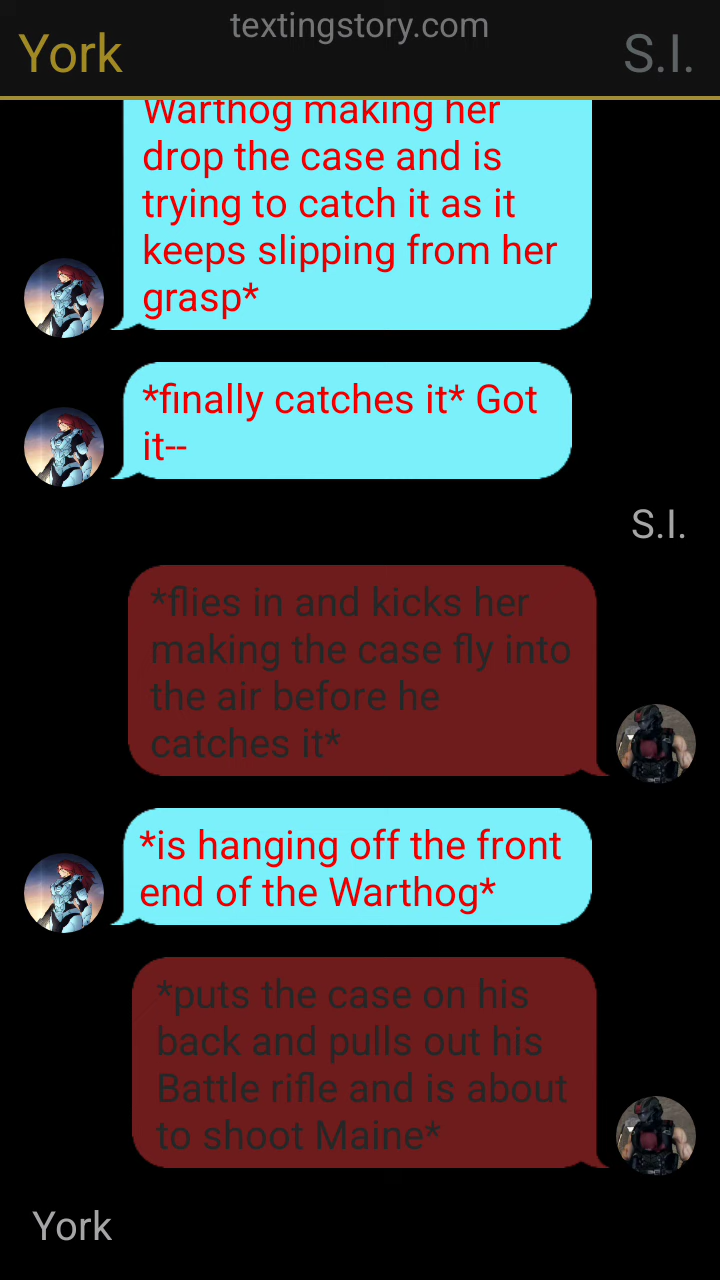 textingstory.com
York
S.I.
Warthog making her
drop the case and is
trying to catch it as it
keeps slipping from her
grasp*
*finally catches it* Got
it--
S.I.
*flies in and kicks her
making the case fly into
the air before he
catches it*
*is hanging off the front
end of the Warthog*
*puts the case on his
back and pulls out his
Battle rifle and is about
to shoot Maine*
York